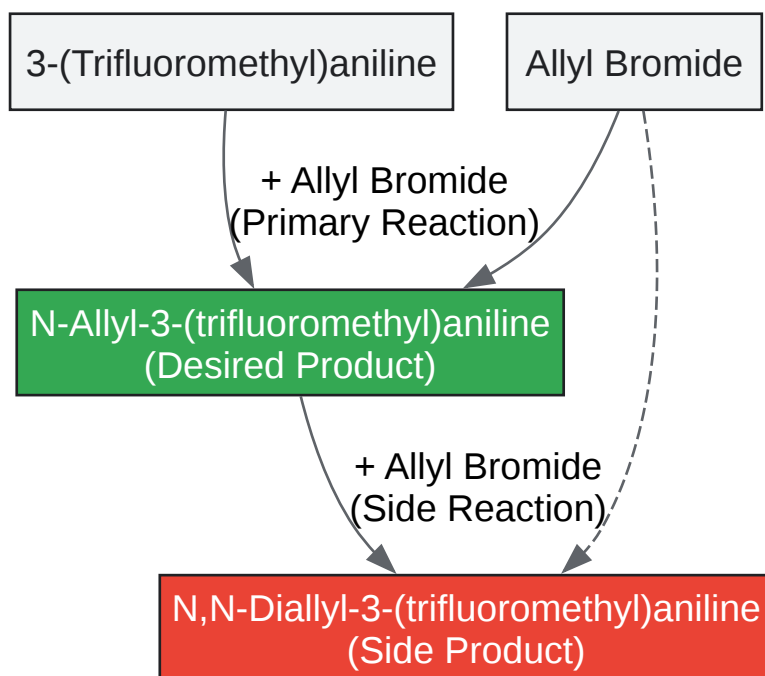 3-(Trifluoromethyl)aniline
Allyl Bromide
+ Allyl Bromide
(Primary Reaction)
N-Allyl-3-(trifluoromethyl)aniline
(Desired Product)
+ Allyl Bromide
(Side Reaction)
N,N-Diallyl-3-(trifluoromethyl)aniline
(Side Product)